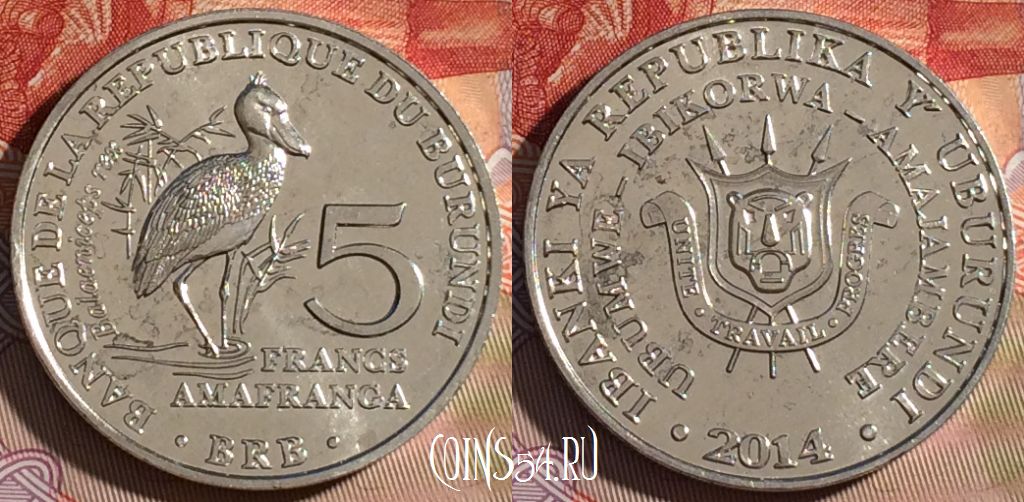 BANQUE DE LA REPUBLIQUE DU BURUNDI
Balaeniceps rex
5
FRANCS
AMAFRANGA
• BRB •
IBANKI YA REPUBLIKA Y'UBURUNDI
UBUMWE - IBIKORWA - AMAJAMBERE
UNITE • TRAVAIL • PROGRES
• 2014 •
COINS54.RU